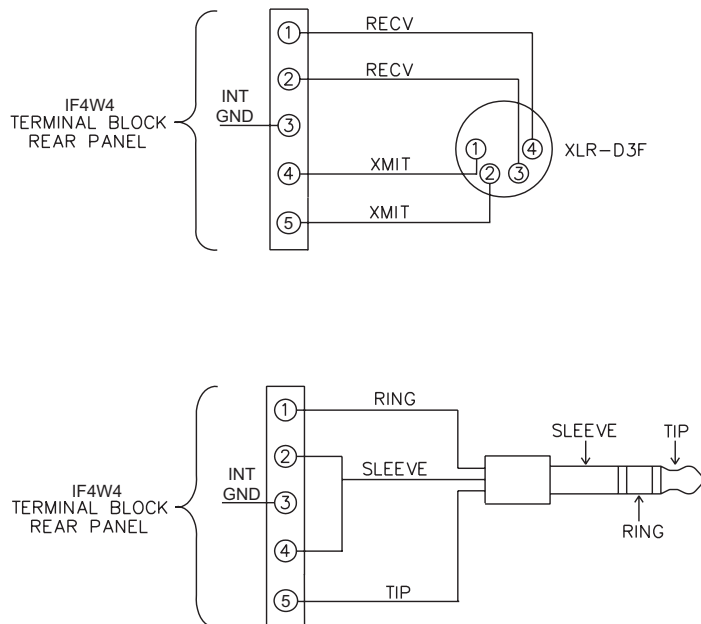 RECV
RECV
INT
GND
XMIT
XMIT
IF4W4
TERMINAL BLOCK
REAR PANEL
1
2
3
4
5
1
2
3
4
XLR-D3F
RING
SLEEVE
INT
GND
TIP
IF4W4
TERMINAL BLOCK
REAR PANEL
1
2
3
4
5
SLEEVE
TIP
RING